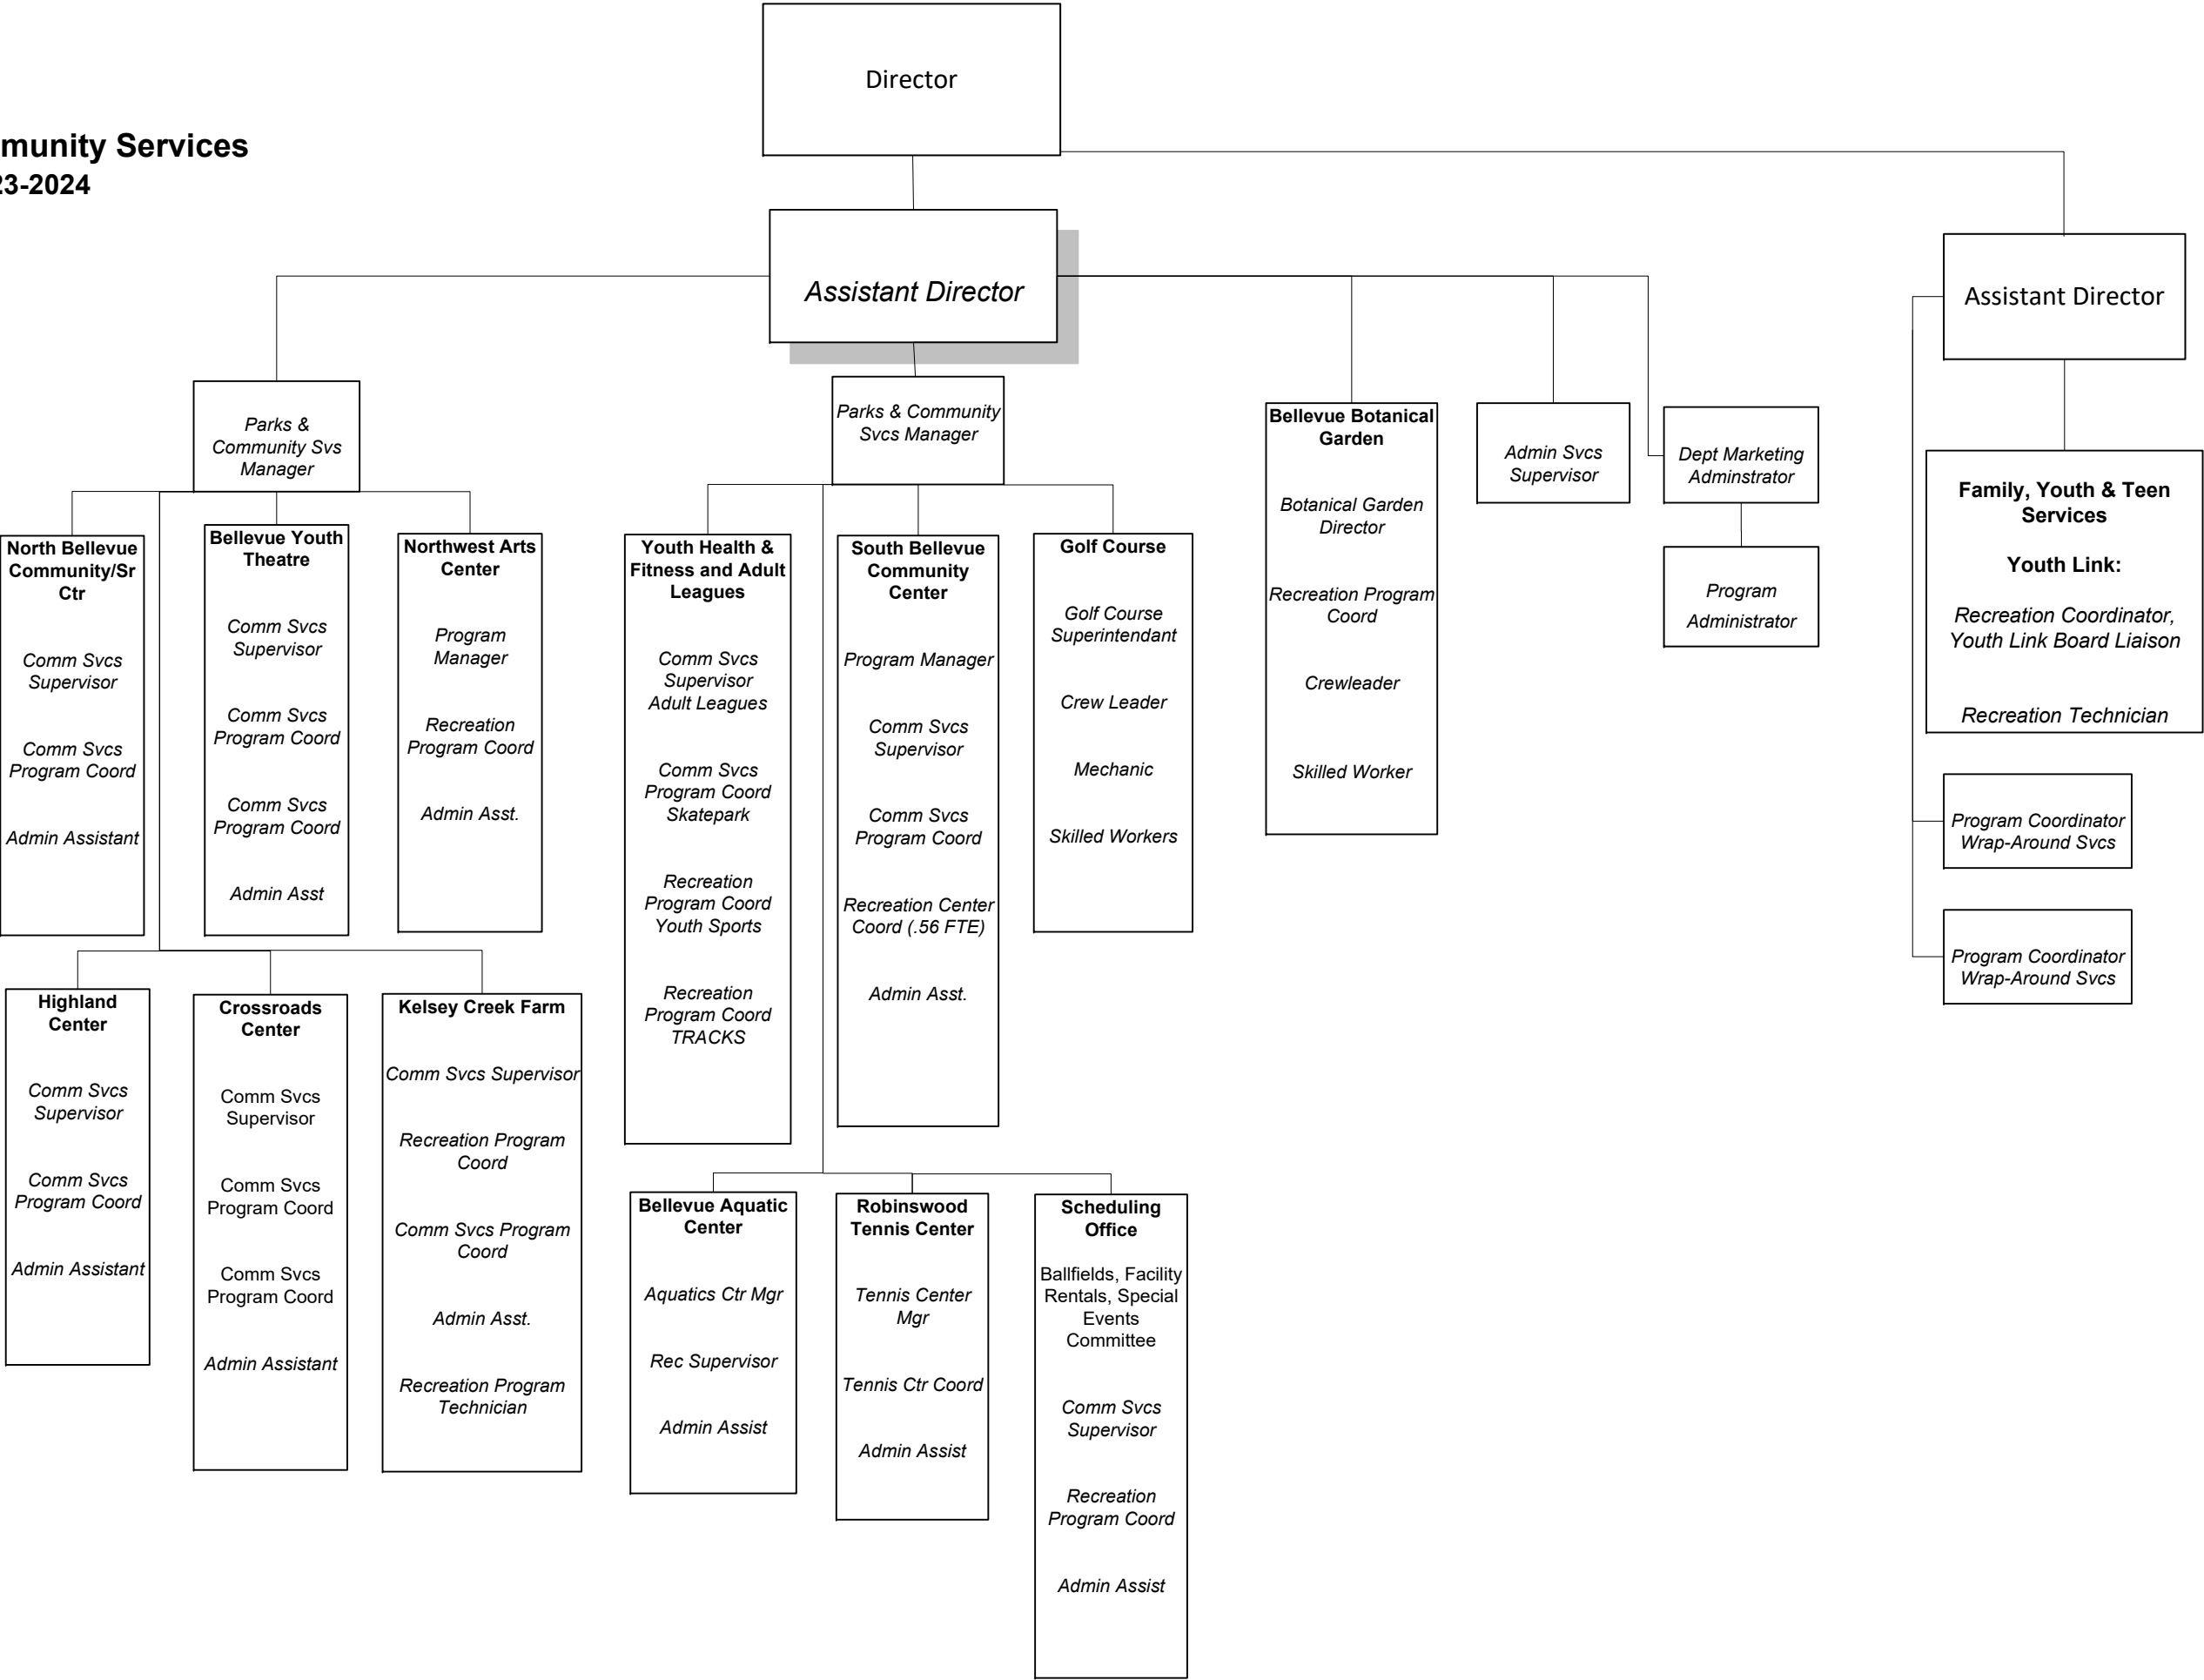 Director
munity Services
23-2024
Assistant Director
Assistant Director
Parks &
Community Svs
Manager
Parks & Community
Svcs Manager
Bellevue Botanical
Garden
Botanical Garden
Director
Recreation Program
Coord
Crewleader
Skilled Worker
Admin Svcs
Supervisor
Dept Marketing
Adminstrator
Program
Administrator
Family, Youth & Teen
Services
Youth Link:
Recreation Coordinator,
Youth Link Board Liaison
Recreation Technician
Program Coordinator
Wrap-Around Svcs
Program Coordinator
Wrap-Around Svcs
North Bellevue
Community/Sr
Ctr
Comm Svcs
Supervisor
Comm Svcs
Program Coord
Admin Assistant
Bellevue Youth
Theatre
Comm Svcs
Supervisor
Comm Svcs
Program Coord
Comm Svcs
Program Coord
Admin Asst
Northwest Arts
Center
Program
Manager
Recreation
Program Coord
Admin Asst.
Youth Health &
Fitness and Adult
Leagues
Comm Svcs
Supervisor
Adult Leagues
Comm Svcs
Program Coord
Skatepark
Recreation
Program Coord
Youth Sports
Recreation
Program Coord
TRACKS
South Bellevue
Community
Center
Program Manager
Comm Svcs
Supervisor
Comm Svcs
Program Coord
Recreation Center
Coord (.56 FTE)
Admin Asst.
Golf Course
Golf Course
Superintendant
Crew Leader
Mechanic
Skilled Workers
Highland
Center
Comm Svcs
Supervisor
Comm Svcs
Program Coord
Admin Assistant
Crossroads
Center
Comm Svcs
Supervisor
Comm Svcs
Program Coord
Comm Svcs
Program Coord
Admin Assistant
Kelsey Creek Farm
Comm Svcs Supervisor
Recreation Program
Coord
Comm Svcs Program
Coord
Admin Asst.
Recreation Program
Technician
Bellevue Aquatic
Center
Aquatics Ctr Mgr
Rec Supervisor
Admin Assist
Robinswood
Tennis Center
Tennis Center
Mgr
Tennis Ctr Coord
Admin Assist
Scheduling
Office
Ballfields, Facility
Rentals, Special
Events
Committee
Comm Svcs
Supervisor
Recreation
Program Coord
Admin Assist